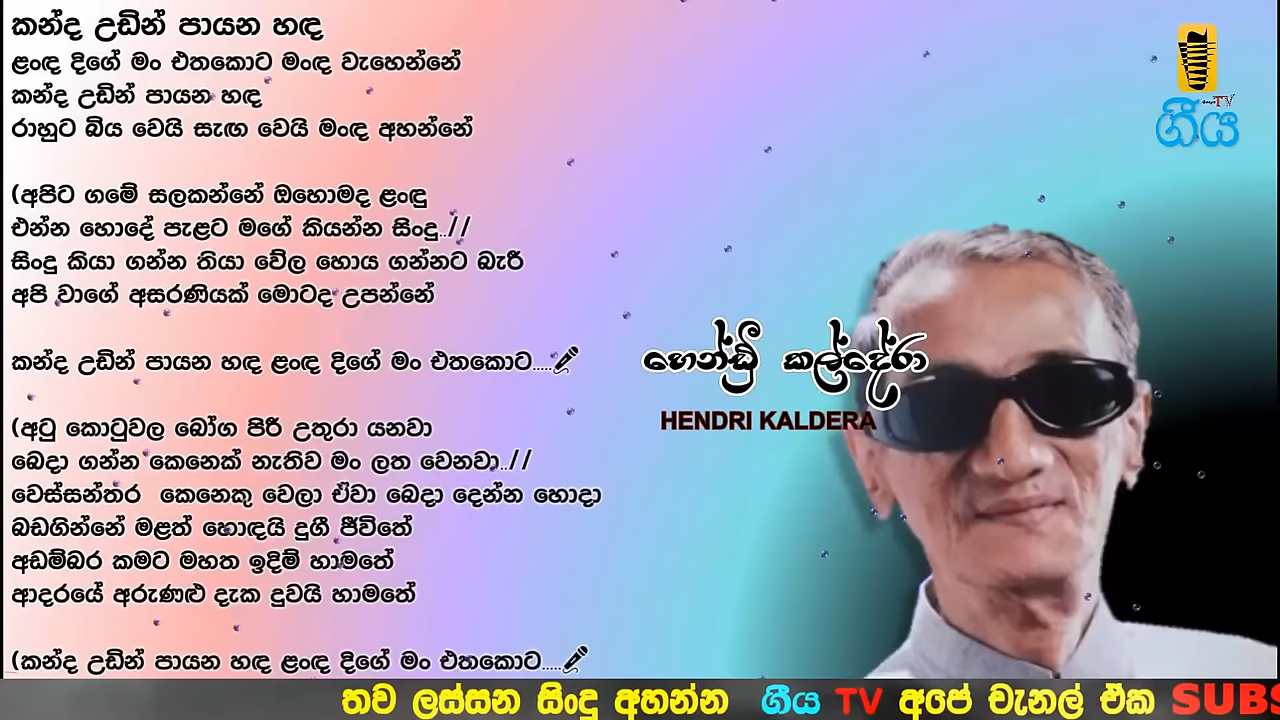 කන්ද උඩින් පායන හඳ
ළංඳ දිගේ මං එතකොට මංඳ වැහෙන්නේ
කන්ද උඩින් පායන හඳ
රාහුට බිය වෙයි සැඟ වෙයි මංඳ අහන්නේ
(අපිට ගමේ සලකන්නේ ඔහොමද ළංඳු
එන්න හොදේ පැළට මගේ කියන්න සිංදු..//
සිංදු කියා ගන්න තියා වේල හොය ගන්නට බැරී
අපි වාගේ අසරණියක් මොටද උපන්නේ
කන්ද උඩින් පායන හඳ ළංඳ දිගේ මං එතකොට.....
(අටු කොටුවල බෝග පිරී උතුරා යනවා
බෙදා ගන්න කෙනෙක් නැතිව මං ලත වෙනවා..//
වෙස්සන්තර කෙනෙකු වෙලා ඒවා බෙදා දෙන්න හොදා
බඩගින්නේ මළත් හොඳයි දුගී ජීවිතේ
අඩම්බර කමට මහත ඉදිමී හාමතේ
ආදරයේ අරුණළු දැක දුවයි හාමතේ
(කන්ද උඩින් පායන හඳ ළංඳ දිගේ මං එතකොට.....
TV
ගීය
හෙන්ඩ්‍රි කල්දේරා
HENDRI KALDERA
තව ලස්සන සිංදු අහන්න ගීය TV අපේ චැනල් ඒක SUBS